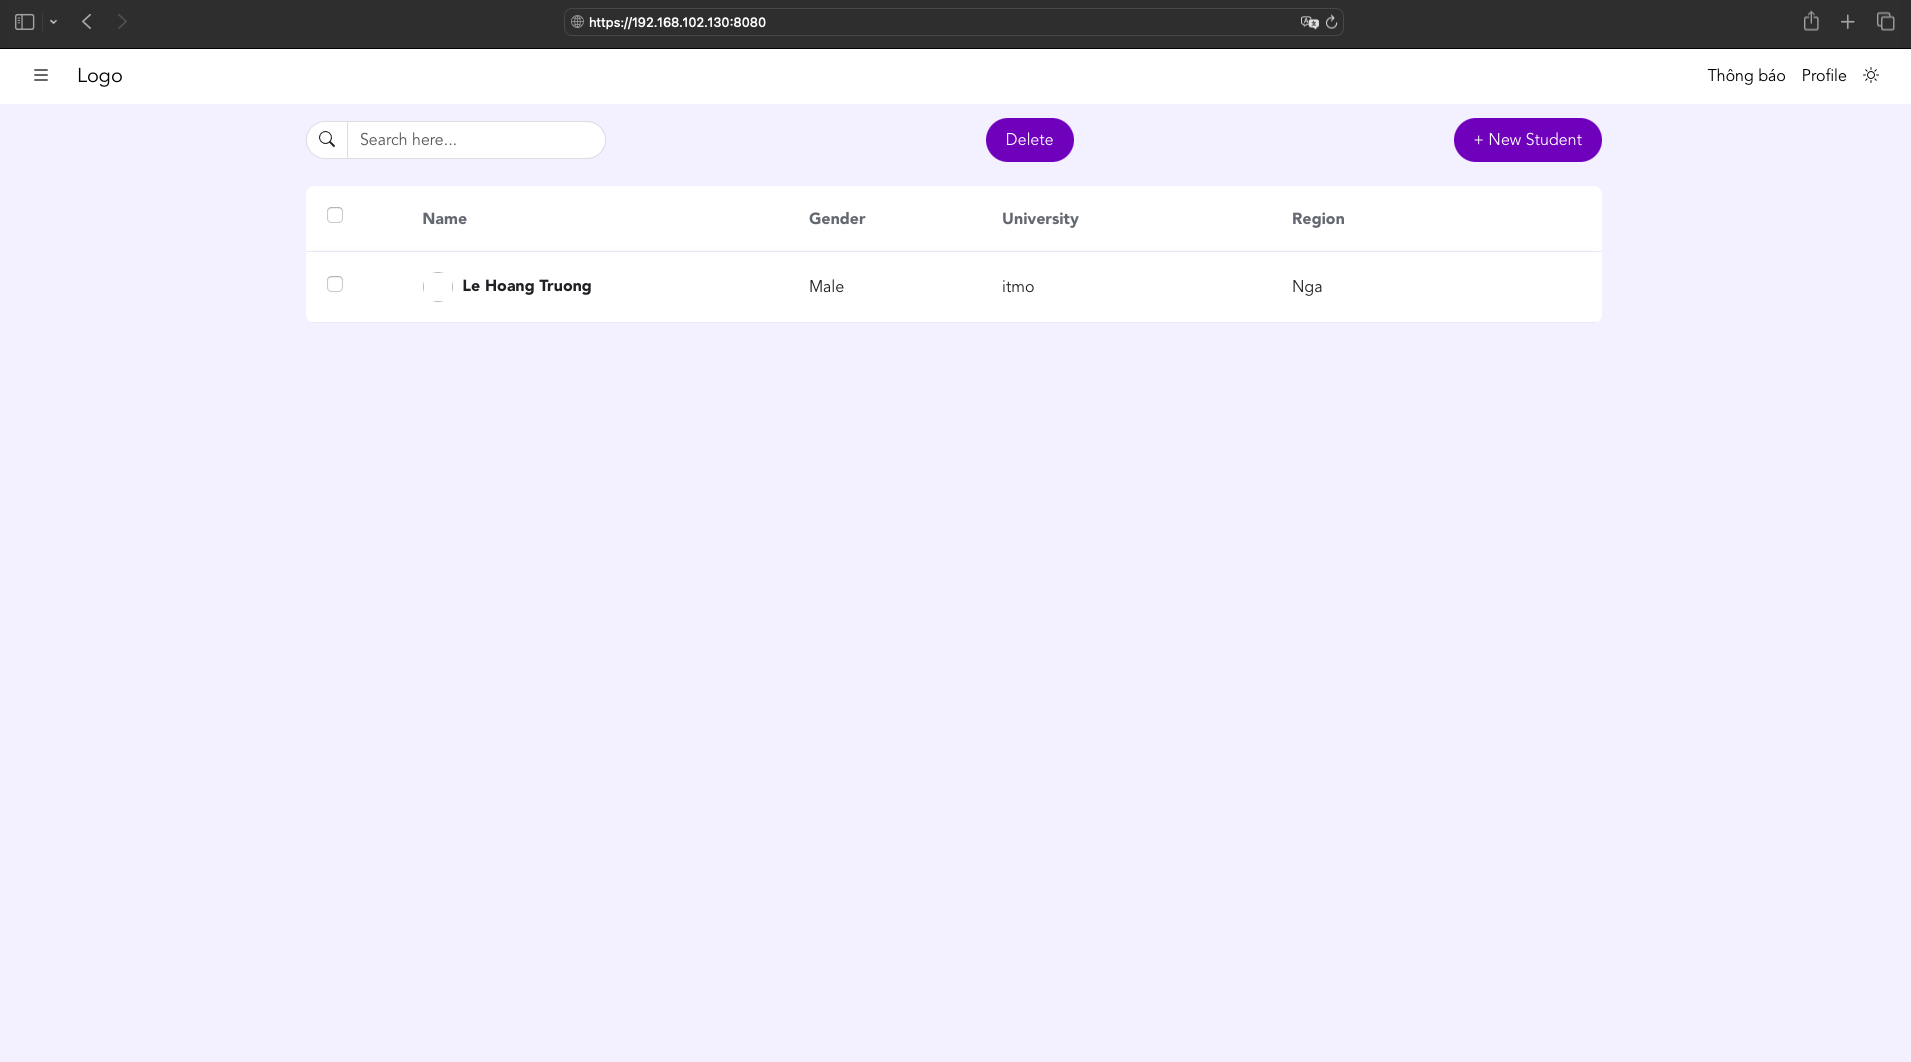 https://192.168.102.130:8080
Logo
Thông báo Profile
Search here...
Delete
+ New Student
Name Gender University Region
Le Hoang Truong Male itmo Nga